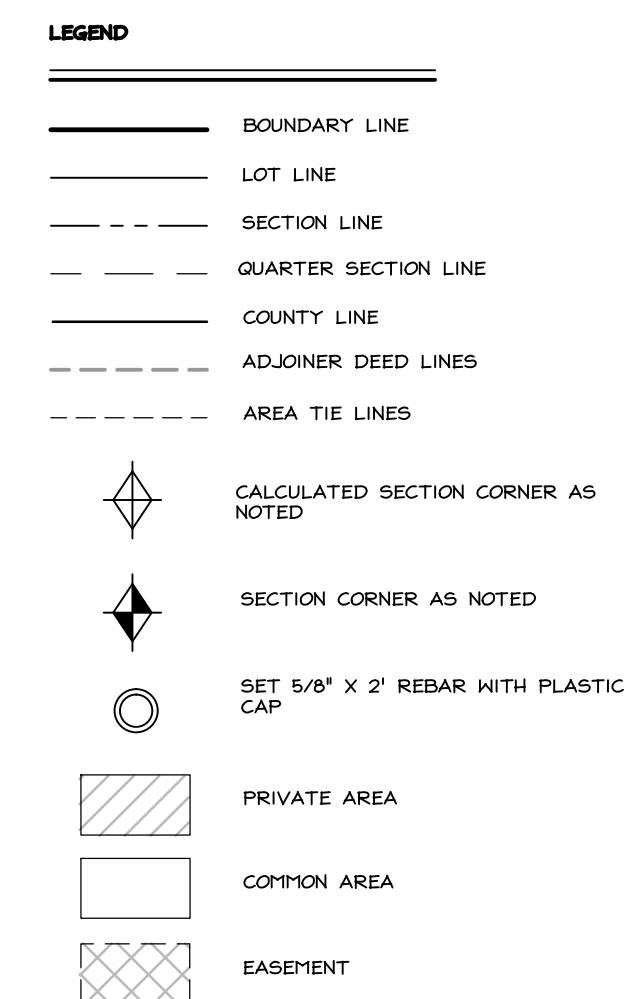 LEGEND
BOUNDARY LINE
LOT LINE
SECTION LINE
QUARTER SECTION LINE
COUNTY LINE
ADJOINER DEED LINES
AREA TIE LINES
CALCULATED SECTION CORNER AS
NOTED
SECTION CORNER AS NOTED
SET 5/8" X 2' REBAR WITH PLASTIC
CAP
PRIVATE AREA
COMMON AREA
EASEMENT